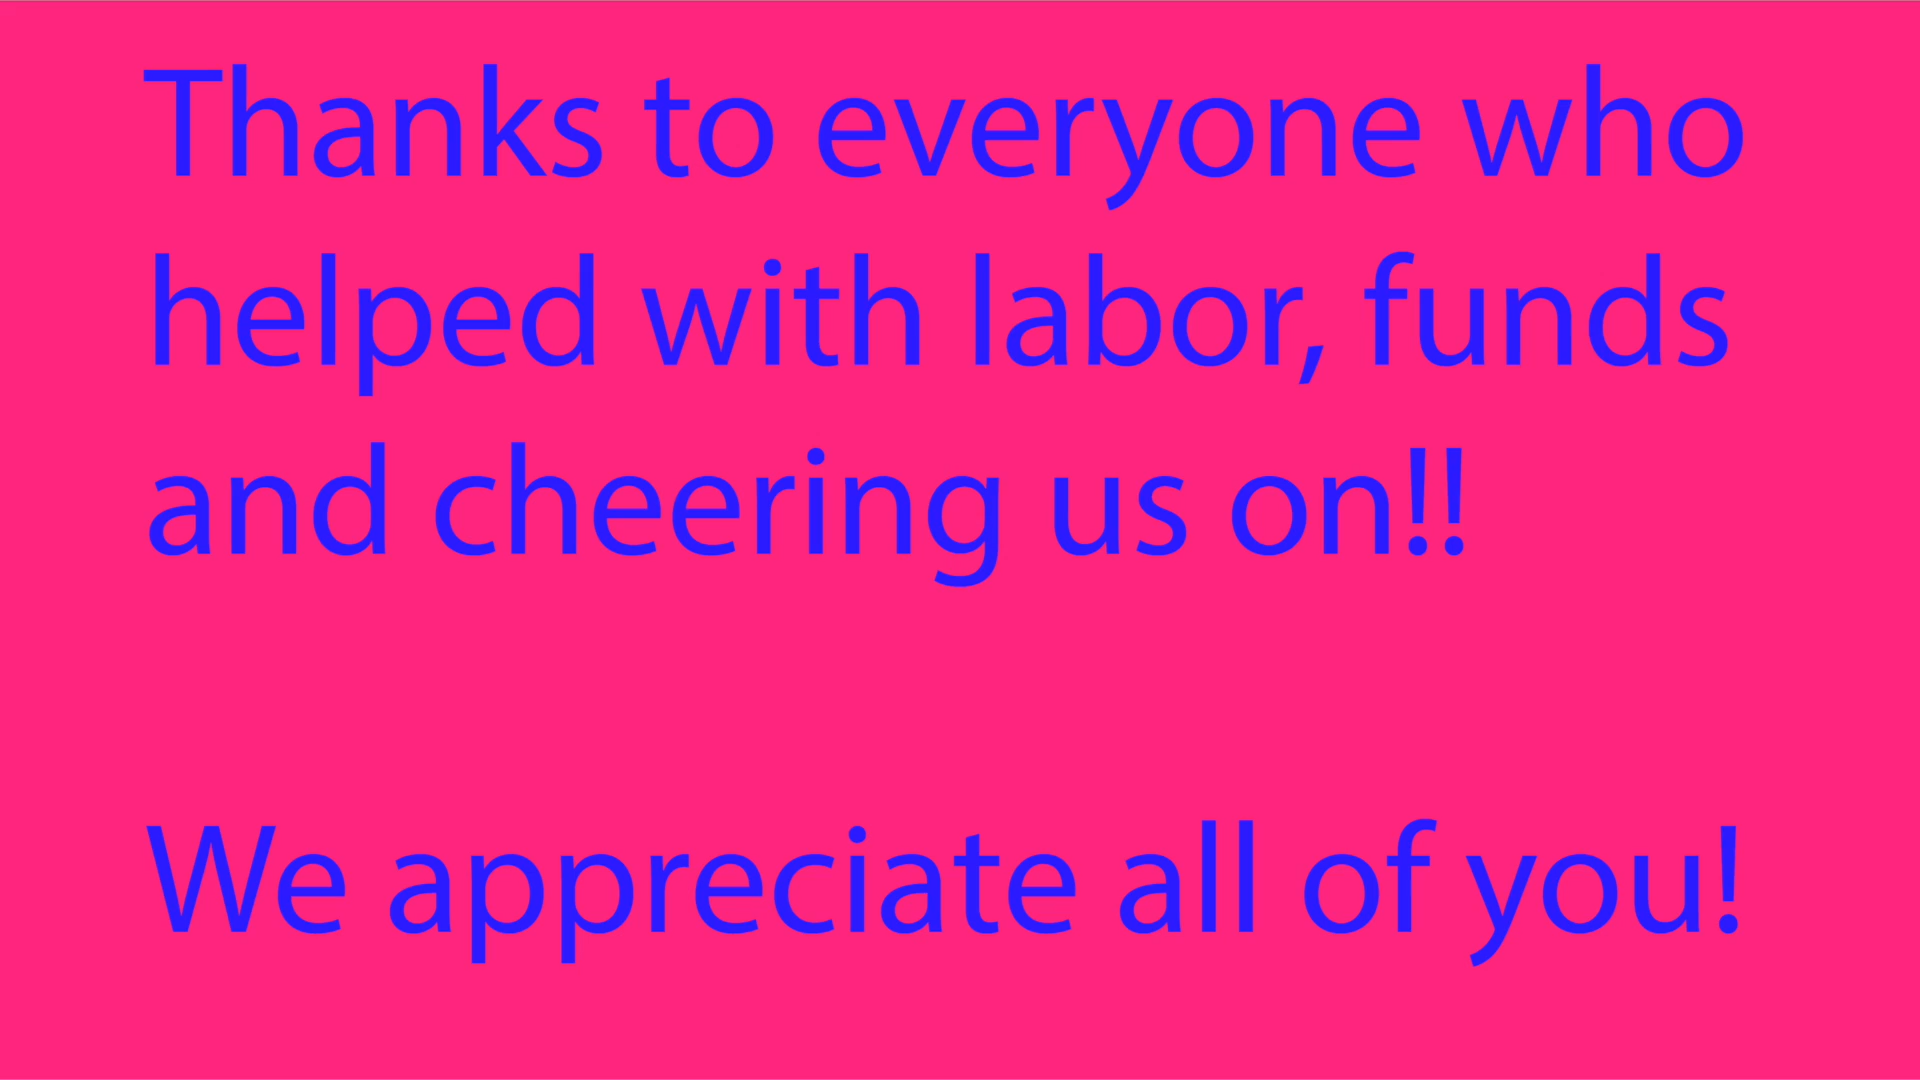 Thanks to everyone who
helped with labor, funds
and cheering us on!!
We appreciate all of you!